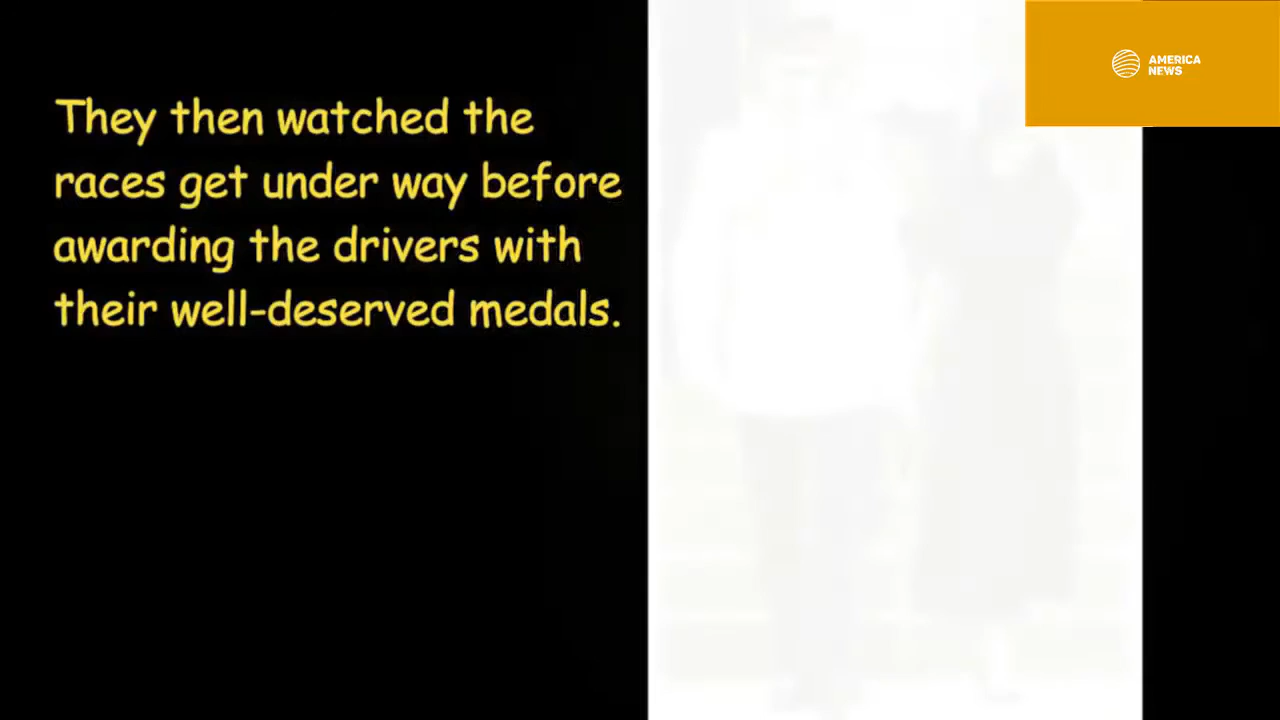 They then watched the
races get under way before
awarding the drivers with
their well-deserved medals.
AMERICA
NEWS